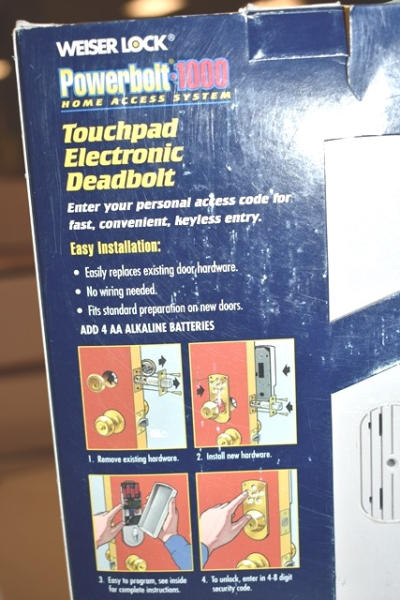 WEISER LOCK®
Powerbolt•1000
HOME ACCESS SYSTEM
Touchpad
Electronic
Deadbolt
Enter your personal access code for
fast, convenient, keyless entry.
Easy Installation:
• Easily replaces existing door hardware.
• No wiring needed.
• Fits standard preparation on new doors.
ADD 4 AA ALKALINE BATTERIES
1. Remove existing hardware.
2. Install new hardware.
3. Easy to program, see inside
for complete instructions.
4. To unlock, enter in 4-8 digit
security code.